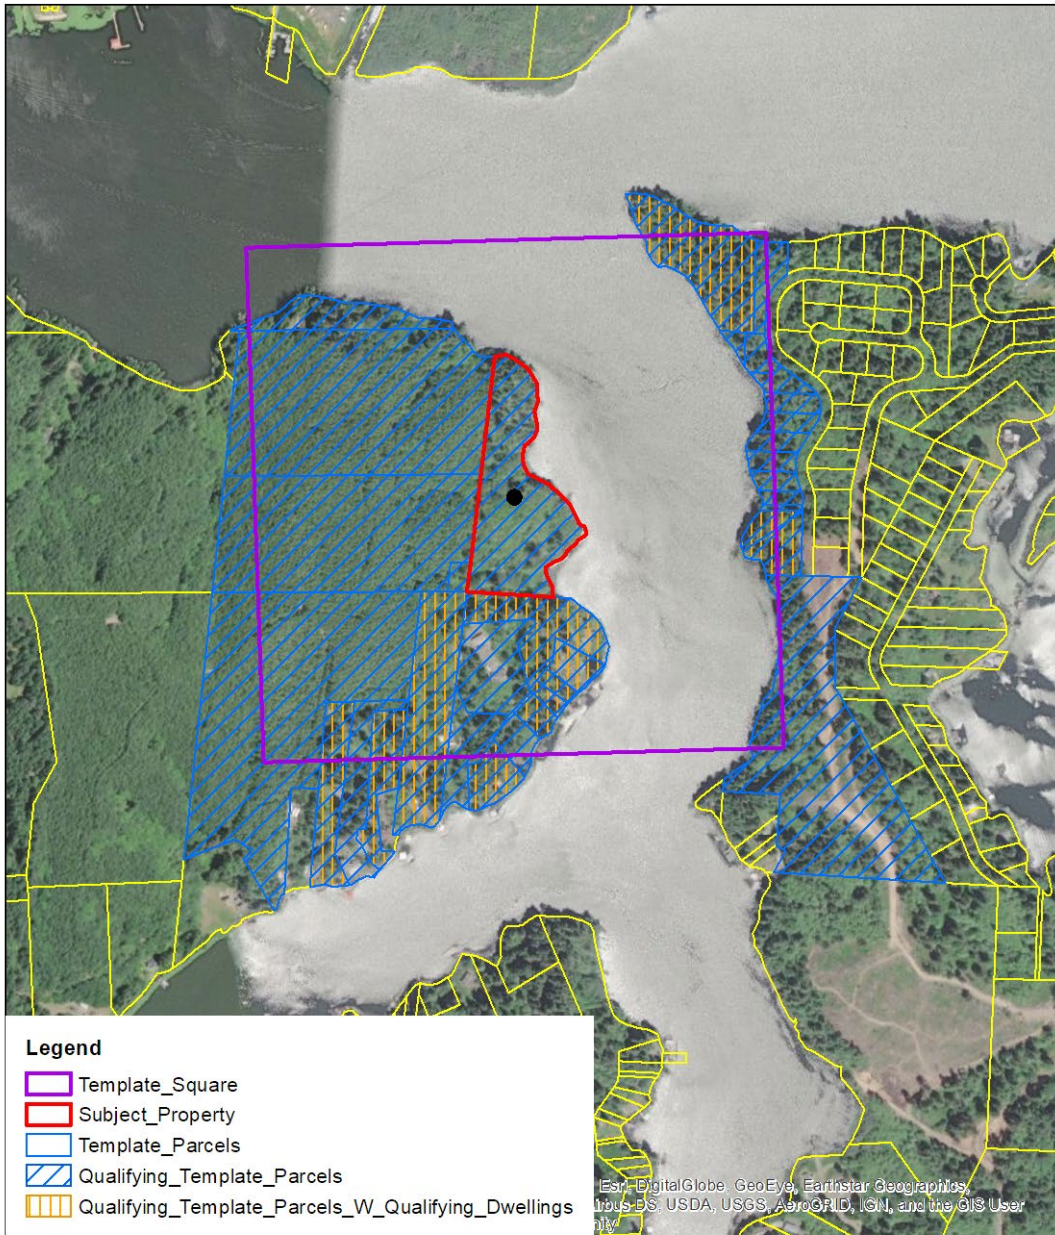 Legend
Template_Square
Subject_Property
Template_Parcels
Qualifying_Template_Parcels
Qualifying_Template_Parcels_W_Qualifying_Dwellings
Esri, DigitalGlobe, GeoEye, Earthstar Geographics,
DS, USDA, USGS, AeroGRID, IGN, and the GIS User